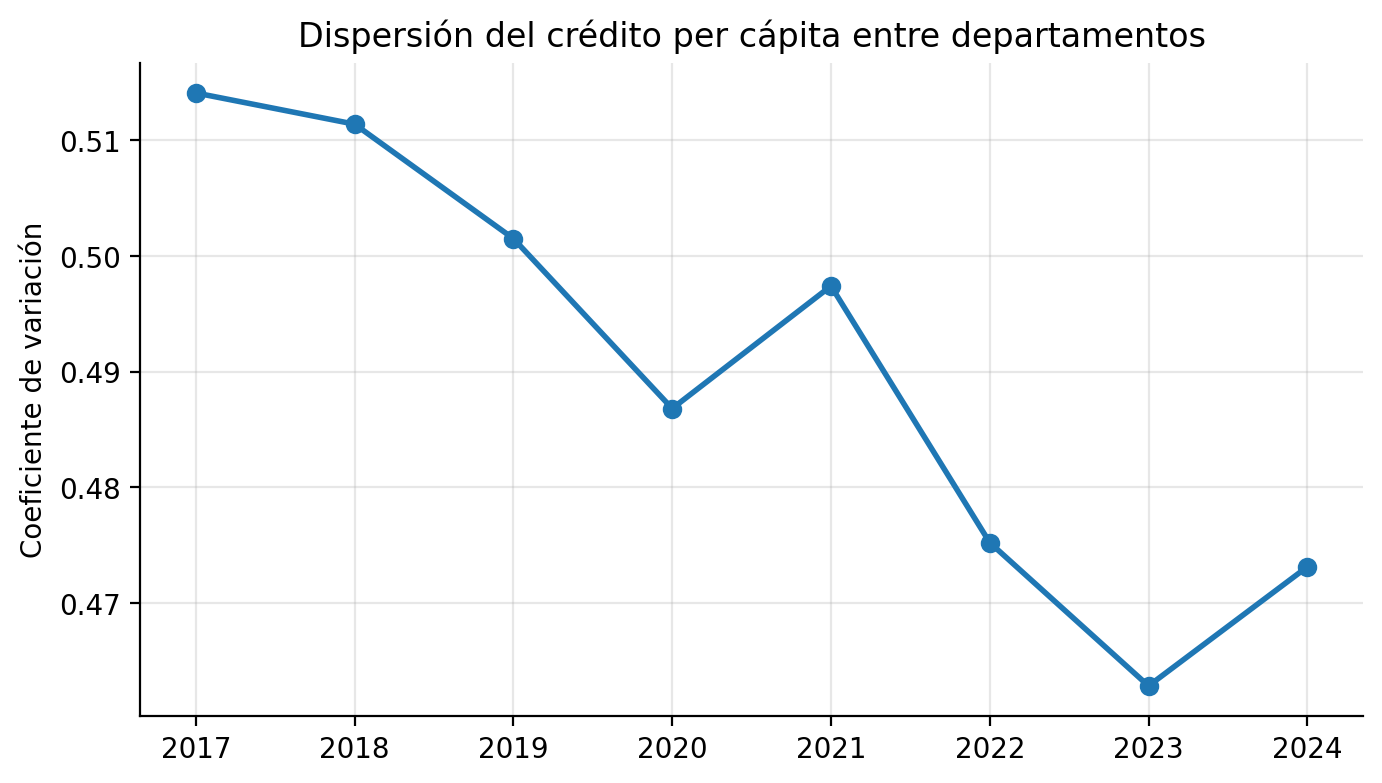 Dispersión del crédito per cápita entre departamentos
Coeficiente de variación
0.51
0.50
0.49
0.48
0.47
2017 2018 2019 2020 2021 2022 2023 2024